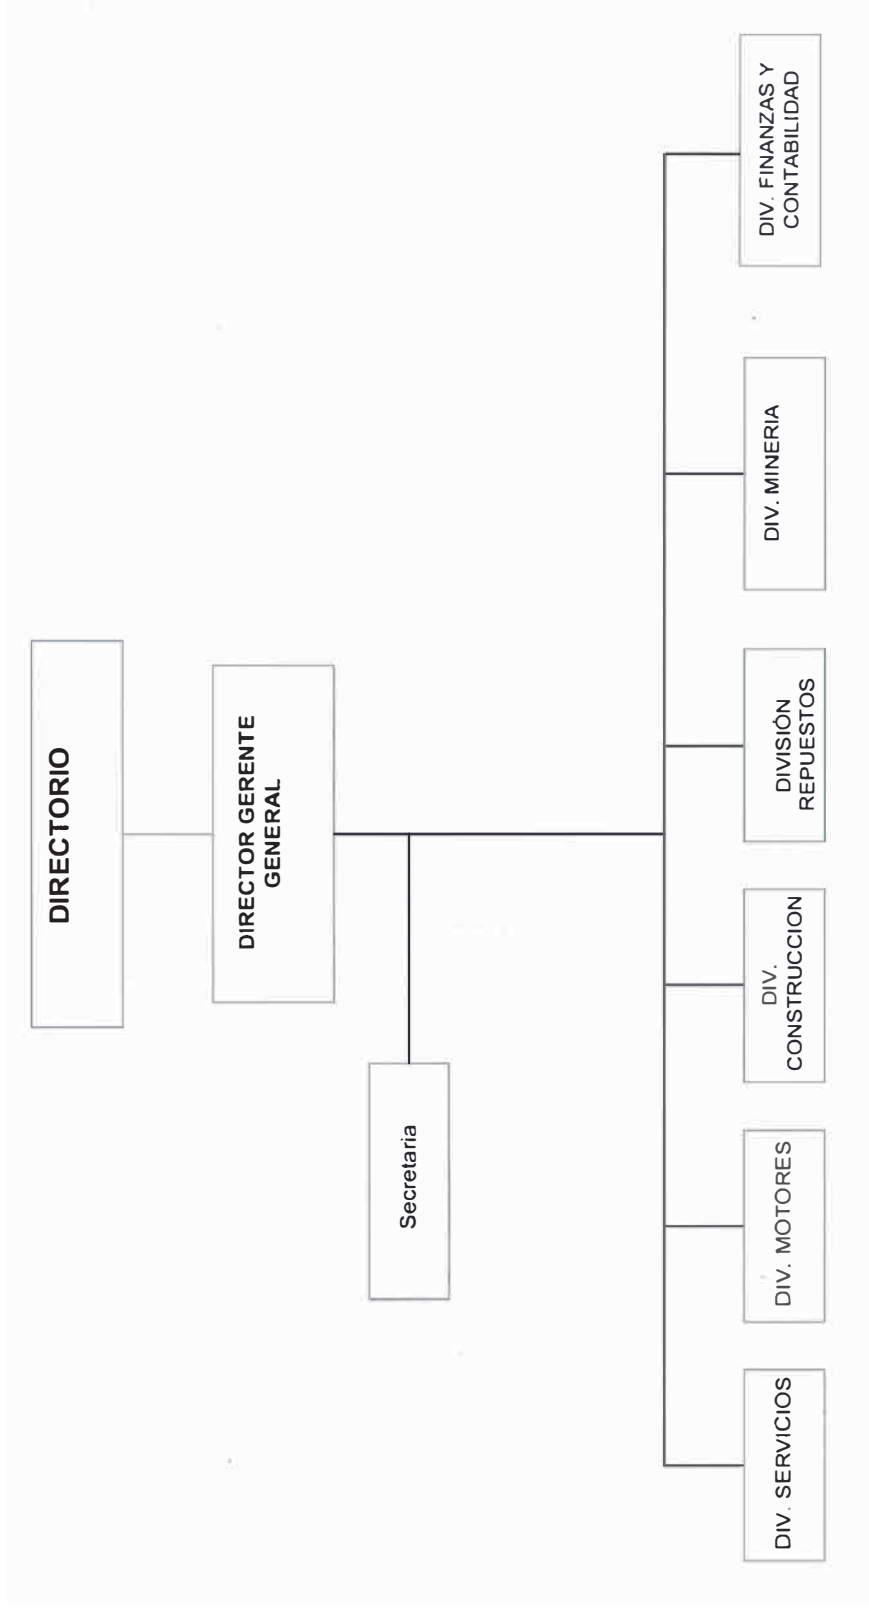 DIRECTORIO
DIRECTOR GERENTE
GENERAL
Secretaria
DIV. SERVICIOS
DIV. MOTORES
DIV.
CONSTRUCCION
DIVISIÓN
REPUESTOS
DIV. MINERIA
DIV. FINANZAS Y
CONTABILIDAD